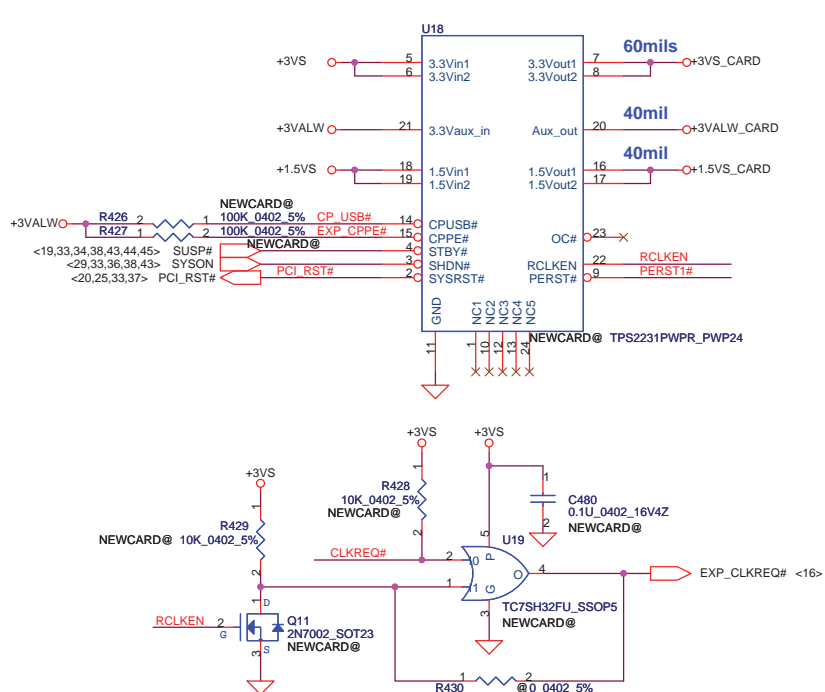 U18
60mils
+3VS 5 3.3Vin1 3.3Vout1 7 +3VS_CARD
6 3.3Vin2 3.3Vout2 8
40mil
+3VALW 21 3.3Vaux_in Aux_out 20 +3VALW_CARD
40mil
+1.5VS 18 1.5Vin1 1.5Vout1 16 +1.5VS_CARD
19 1.5Vin2 1.5Vout2 17
NEWCARD@
+3VALW R426 2 1 100K_0402_5% CP_USB# 14 CPUSB#
R427 1 2 100K_0402_5% EXP_CPPE# 15 CPPE# OC# 23
NEWCARD@
<19,33,34,38,43,44,45> SUSP# 4 STBY#
<29,33,36,38,43> SYSON 3 SHDN# RCLKEN 22 RCLKEN
<20,25,33,37> PCI_RST# PCI_RST# 2 SYSRST# PERST# 9 PERST1#
GND NC1 NC2 NC3 NC4 NC5
11 1 10 12 13 24
NEWCARD@ TPS2231PWPR_PWP24
+3VS +3VS
+3VS
1 R428 1
10K_0402_5% C480
NEWCARD@ 0.1U_0402_16V4Z
1 R429 2 NEWCARD@
NEWCARD@ 10K_0402_5% 2 5 U19
CLKREQ# 2 I0 P
2 O 4 EXP_CLKREQ# <16>
1 I1 G
TC7SH32FU_SSOP5
3 NEWCARD@
1 D
RCLKEN 2 G Q11
2N7002_SOT23
NEWCARD@
3 S
1 2
R430 @0_0402_5%